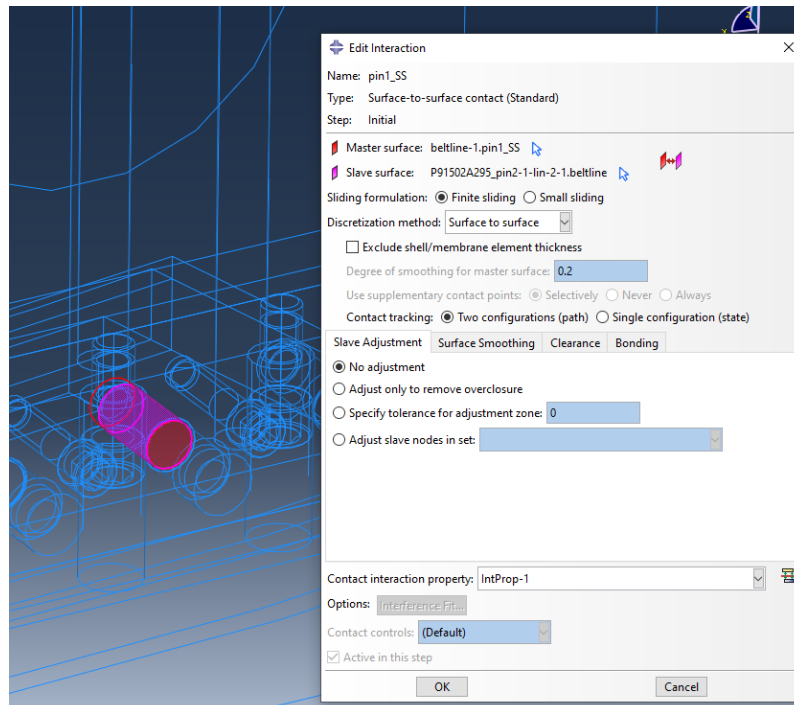 Edit Interaction
Name: pin1_SS
Type: Surface-to-surface contact (Standard)
Step: Initial
Master surface: beltline-1.pin1_SS
Slave surface: P91502A295_pin2-1-lin-2-1.beltline
Sliding formulation: Finite sliding Small sliding
Discretization method: Surface to surface
Exclude shell/membrane element thickness
Degree of smoothing for master surface: 0.2
Use supplementary contact points: Selectively Never Always
Contact tracking: Two configurations (path) Single configuration (state)
Slave Adjustment Surface Smoothing Clearance Bonding
No adjustment
Adjust only to remove overclosure
Specify tolerance for adjustment zone: 0
Adjust slave nodes in set:
Contact interaction property: IntProp-1
Options: Interference Fit...
Contact controls: (Default)
Active in this step
OK Cancel